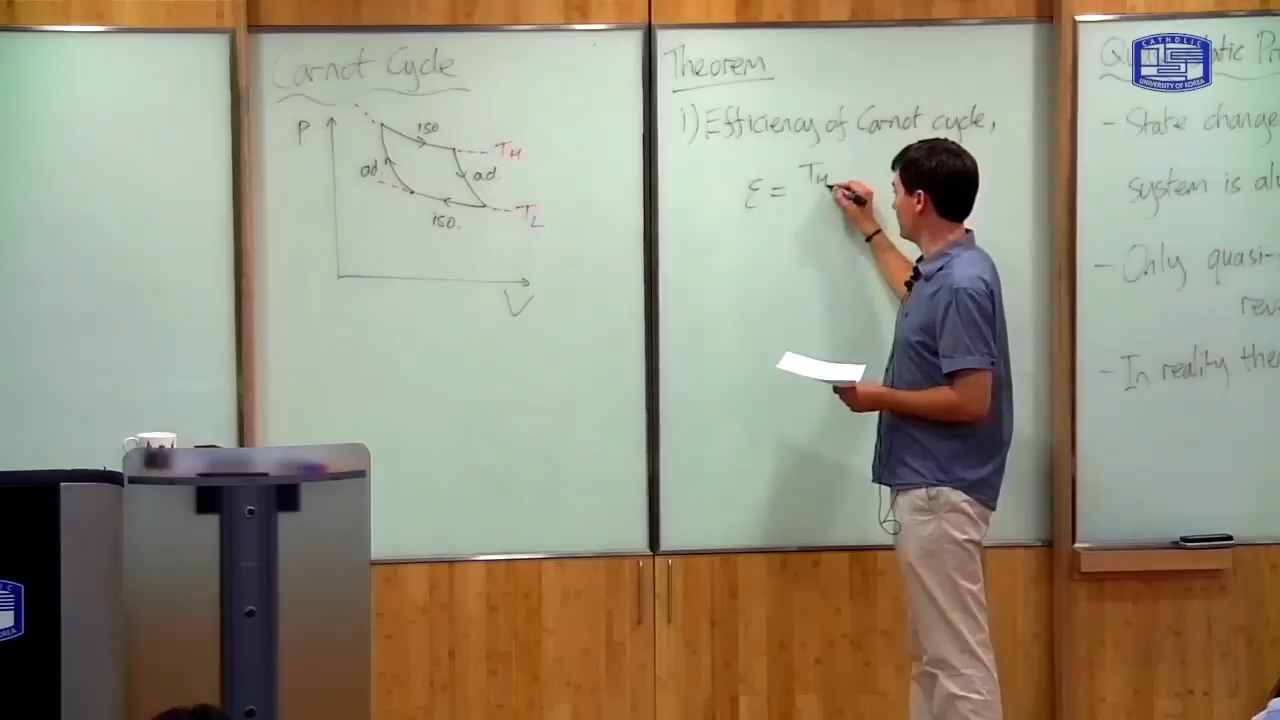 Carnot Cycle
P
iso.
T_H
ad.
ad.
iso.
T_L
V
Theorem
i) Efficiency of Carnot cycle,
ε = T_H
- State change
system is al
- Only quasi-
rev
- In reality the
CATHOLIC
UNIVERSITY OF KOREA